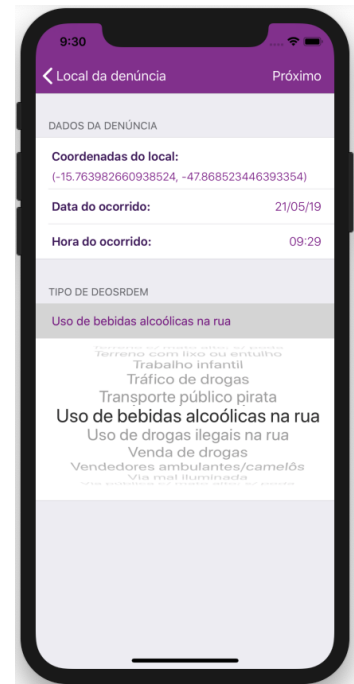 9:30
Local da denúncia
Próximo
DADOS DA DENÚNCIA
Coordenadas do local:
(-15.763982660938524, -47.868523446393354)
Data do ocorrido: 21/05/19
Hora do ocorrido: 09:29
TIPO DE DEOSRDEM
Uso de bebidas alcoólicas na rua
Terreno com lixo ou entulho
Trabalho infantil
Tráfico de drogas
Transporte público pirata
Uso de bebidas alcoólicas na rua
Uso de drogas ilegais na rua
Venda de drogas
Vendedores ambulantes/camelôs
Via mal iluminada